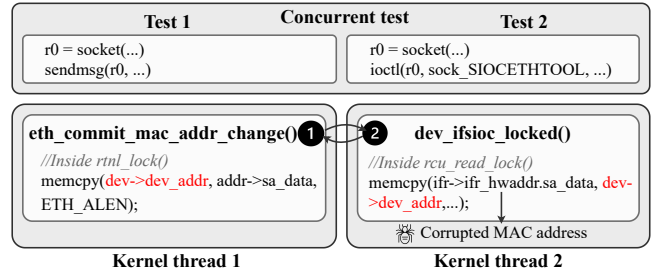 Concurrent test
Test 1
r0 = socket(...)
sendmsg(r0, ...)
Test 2
r0 = socket(...)
ioctl(r0, sock_SIOCETHTOOL, ...)
eth_commit_mac_addr_change()
1
//Inside rtnl_lock()
memcpy(dev->dev_addr, addr->sa_data,
ETH_ALEN);
Kernel thread 1
2
dev_ifsioc_locked()
//Inside rcu_read_lock()
memcpy(ifr->ifr_hwaddr.sa_data, dev-
>dev_addr,...);
Corrupted MAC address
Kernel thread 2